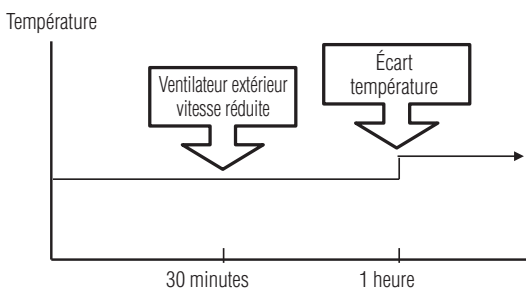 Température
Écart
température
Ventilateur extérieur
vitesse réduite
30 minutes
1 heure